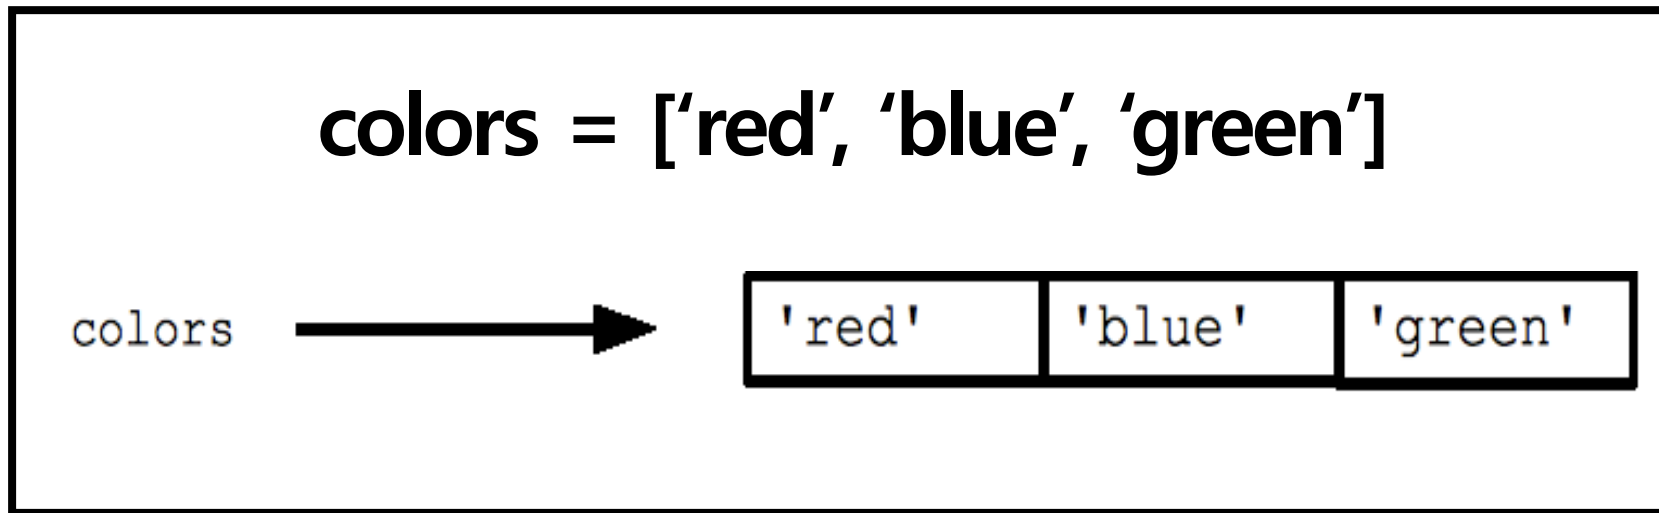 colors = [‘red’, ‘blue’, ‘green’]
colors 'red' 'blue' 'green'